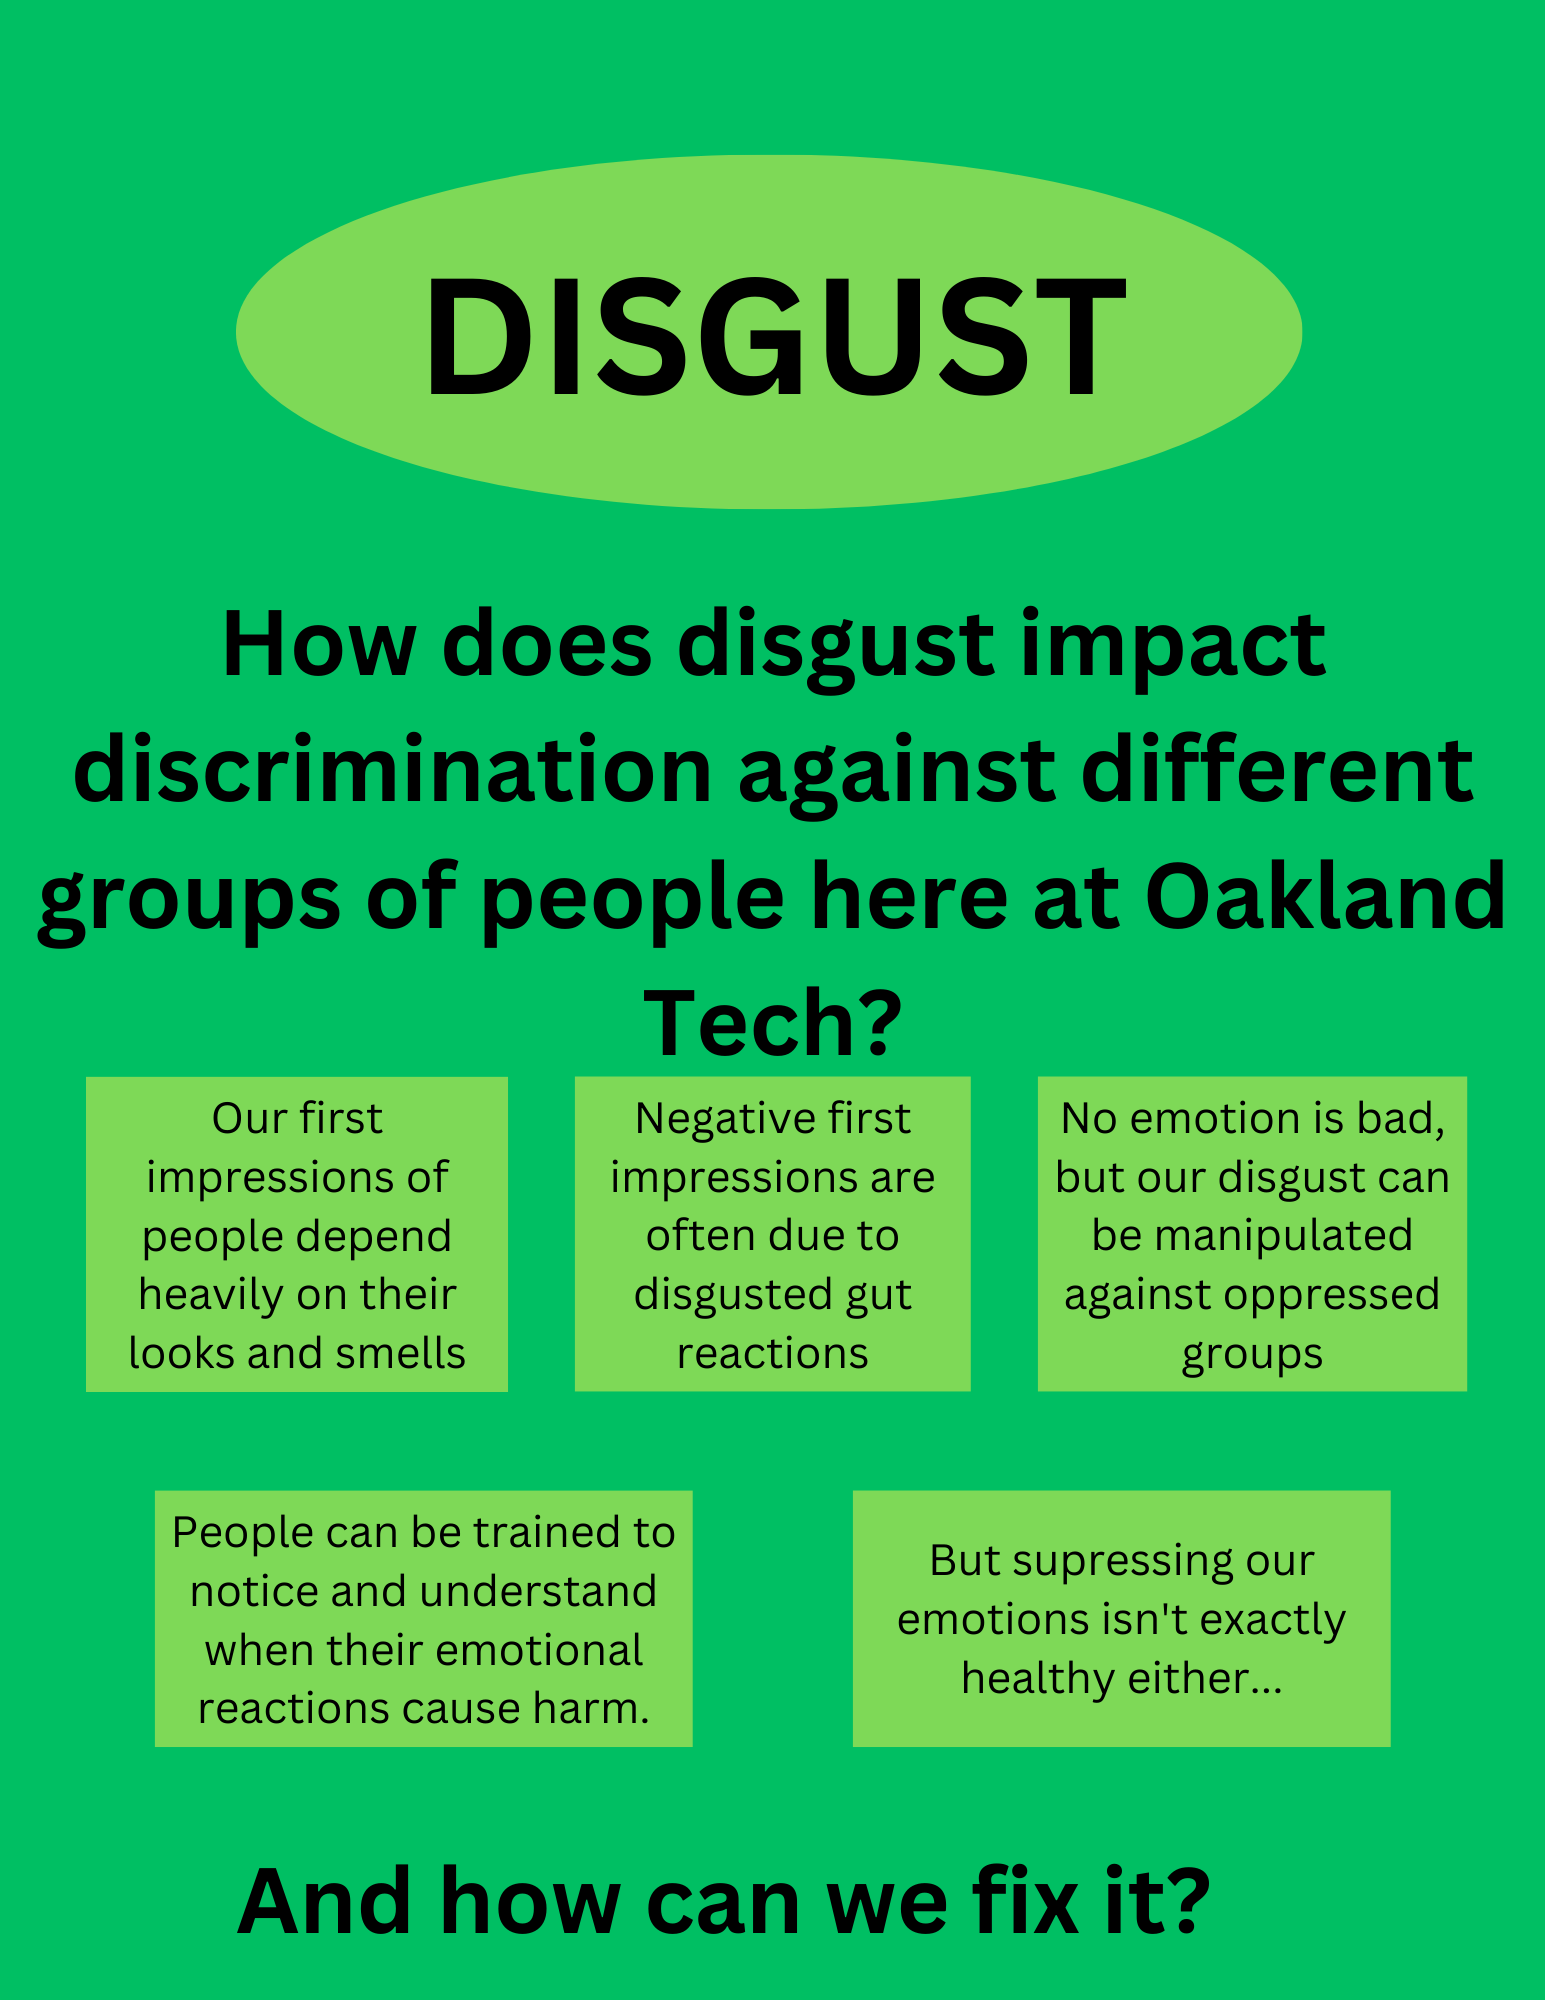 DISGUST
How does disgust impact
discrimination against different
groups of people here at Oakland
Tech?
Our first
impressions of
people depend
heavily on their
looks and smells
Negative first
impressions are
often due to
disgusted gut
reactions
No emotion is bad,
but our disgust can
be manipulated
against oppressed
groups
People can be trained to
notice and understand
when their emotional
reactions cause harm.
But supressing our
emotions isn't exactly
healthy either...
And how can we fix it?